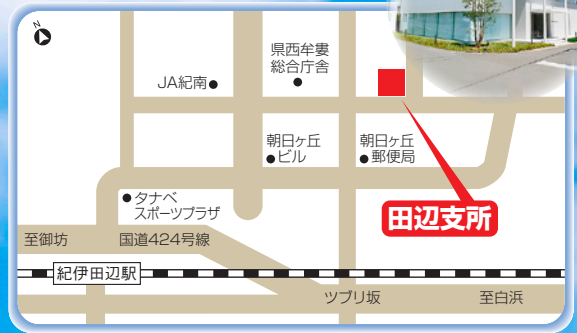 N
県西牟婁
総合庁舎
JA紀南
朝日ヶ丘
ビル
朝日ヶ丘
郵便局
タナベ
スポーツプラザ
田辺支所
至御坊
国道424号線
紀伊田辺駅
ツブリ坂
至白浜